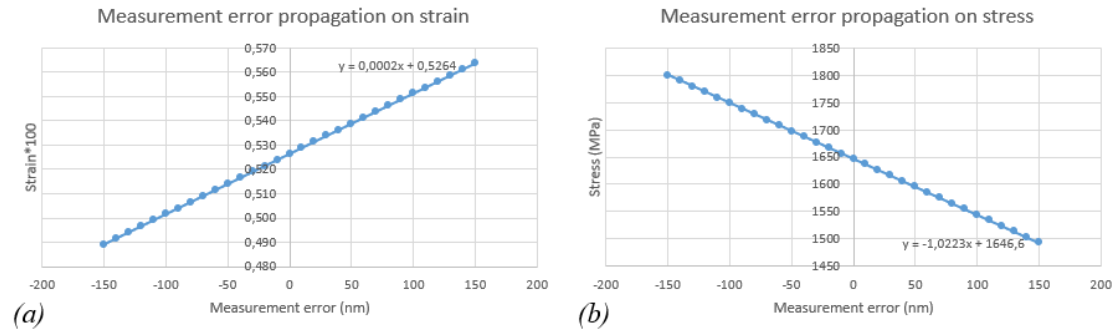 Measurement error propagation on strain
0,570
0,560
0,550
0,540
0,530
0,520
0,510
0,500
0,490
0,480
y = 0,0002x + 0,5264
Strain*100
-200 -150 -100 -50 0 50 100 150 200
Measurement error (nm)
(a)
Measurement error propagation on stress
1850
1800
1750
1700
1650
1600
1550
1500
1450
y = -1,0223x + 1646,6
Stress (MPa)
-200 -150 -100 -50 0 50 100 150 200
Measurement error (nm)
(b)